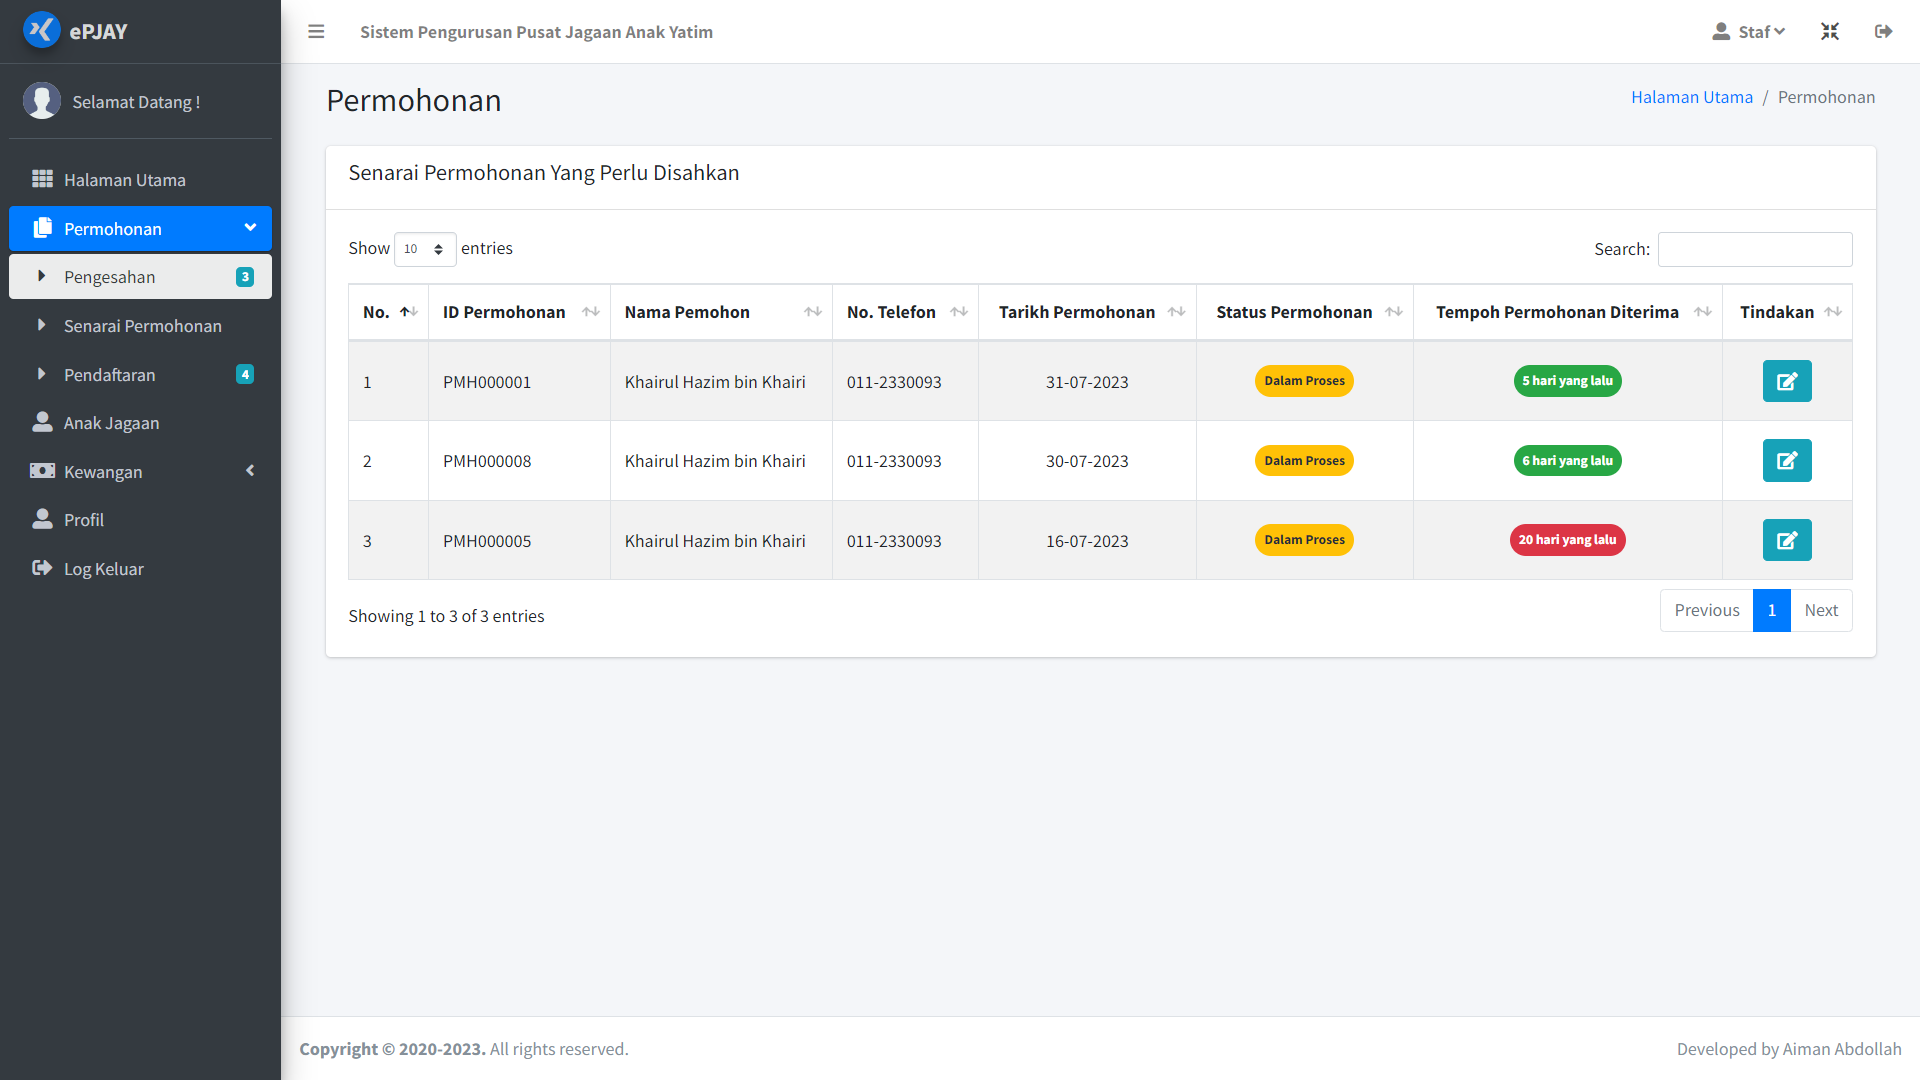 ePJAY
Sistem Pengurusan Pusat Jagaan Anak Yatim
Staf
Selamat Datang !
Halaman Utama
Permohonan
Pengesahan 3
Senarai Permohonan
Pendaftaran 4
Anak Jagaan
Kewangan
Profil
Log Keluar
Permohonan
Halaman Utama / Permohonan
Senarai Permohonan Yang Perlu Disahkan
Show 10 entries
Search:
No. ID Permohonan Nama Pemohon No. Telefon Tarikh Permohonan Status Permohonan Tempoh Permohonan Diterima Tindakan
1 PMH000001 Khairul Hazim bin Khairi 011-2330093 31-07-2023 Dalam Proses 5 hari yang lalu
2 PMH000008 Khairul Hazim bin Khairi 011-2330093 30-07-2023 Dalam Proses 6 hari yang lalu
3 PMH000005 Khairul Hazim bin Khairi 011-2330093 16-07-2023 Dalam Proses 20 hari yang lalu
Showing 1 to 3 of 3 entries
Previous 1 Next
Copyright © 2020-2023. All rights reserved.
Developed by Aiman Abdollah